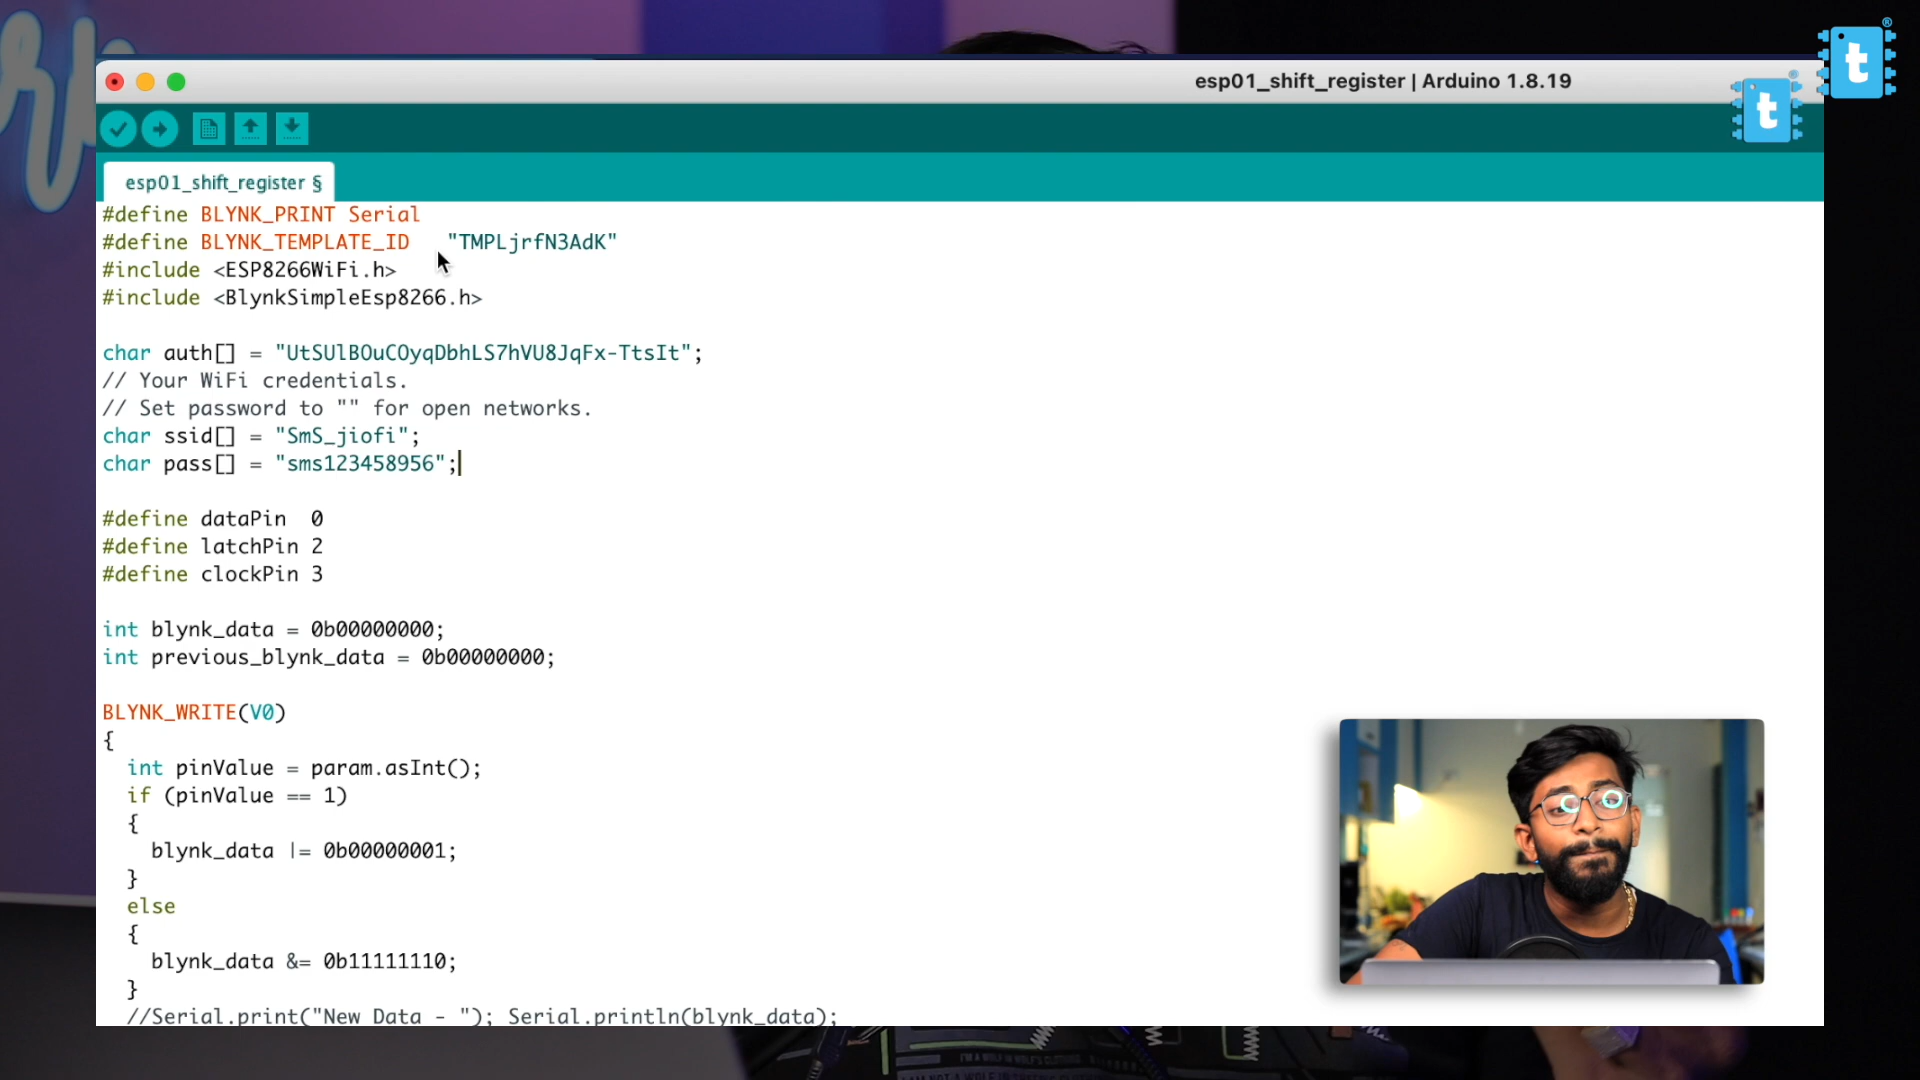 esp01_shift_register | Arduino 1.8.19
t
t
esp01_shift_register §
#define BLYNK_PRINT Serial
#define BLYNK_TEMPLATE_ID "TMPLjrfN3AdK"
#include <ESP8266WiFi.h>
#include <BlynkSimpleEsp8266.h>
char auth[] = "UtSUlBOuCOyqDbhLS7hVU8JqFx-TtsIt";
// Your WiFi credentials.
// Set password to "" for open networks.
char ssid[] = "SmS_jiofi";
char pass[] = "sms123458956";
#define dataPin 0
#define latchPin 2
#define clockPin 3
int blynk_data = 0b00000000;
int previous_blynk_data = 0b00000000;
BLYNK_WRITE(V0)
{
int pinValue = param.asInt();
if (pinValue == 1)
{
blynk_data |= 0b00000001;
}
else
{
blynk_data &= 0b11111110;
}
//Serial.print("New Data - "); Serial.println(blynk_data);